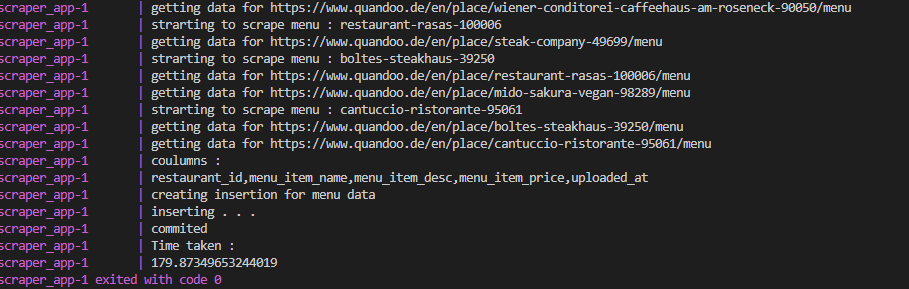 scraper_app-1 | getting data for https://www.quandoo.de/en/place/wiener-conditorei-caffeehaus-am-roseneck-90050/menu
scraper_app-1 | strarting to scrape menu : restaurant-rasas-100006
scraper_app-1 | getting data for https://www.quandoo.de/en/place/steak-company-49699/menu
scraper_app-1 | strarting to scrape menu : boltes-steakhaus-39250
scraper_app-1 | getting data for https://www.quandoo.de/en/place/restaurant-rasas-100006/menu
scraper_app-1 | getting data for https://www.quandoo.de/en/place/mido-sakura-vegan-98289/menu
scraper_app-1 | strarting to scrape menu : cantuccio-ristorante-95061
scraper_app-1 | getting data for https://www.quandoo.de/en/place/boltes-steakhaus-39250/menu
scraper_app-1 | getting data for https://www.quandoo.de/en/place/cantuccio-ristorante-95061/menu
scraper_app-1 | coulumns :
scraper_app-1 | restaurant_id,menu_item_name,menu_item_desc,menu_item_price,uploaded_at
scraper_app-1 | creating insertion for menu data
scraper_app-1 | inserting . . .
scraper_app-1 | commited
scraper_app-1 | Time taken :
scraper_app-1 | 179.87349653244019
scraper_app-1 exited with code 0